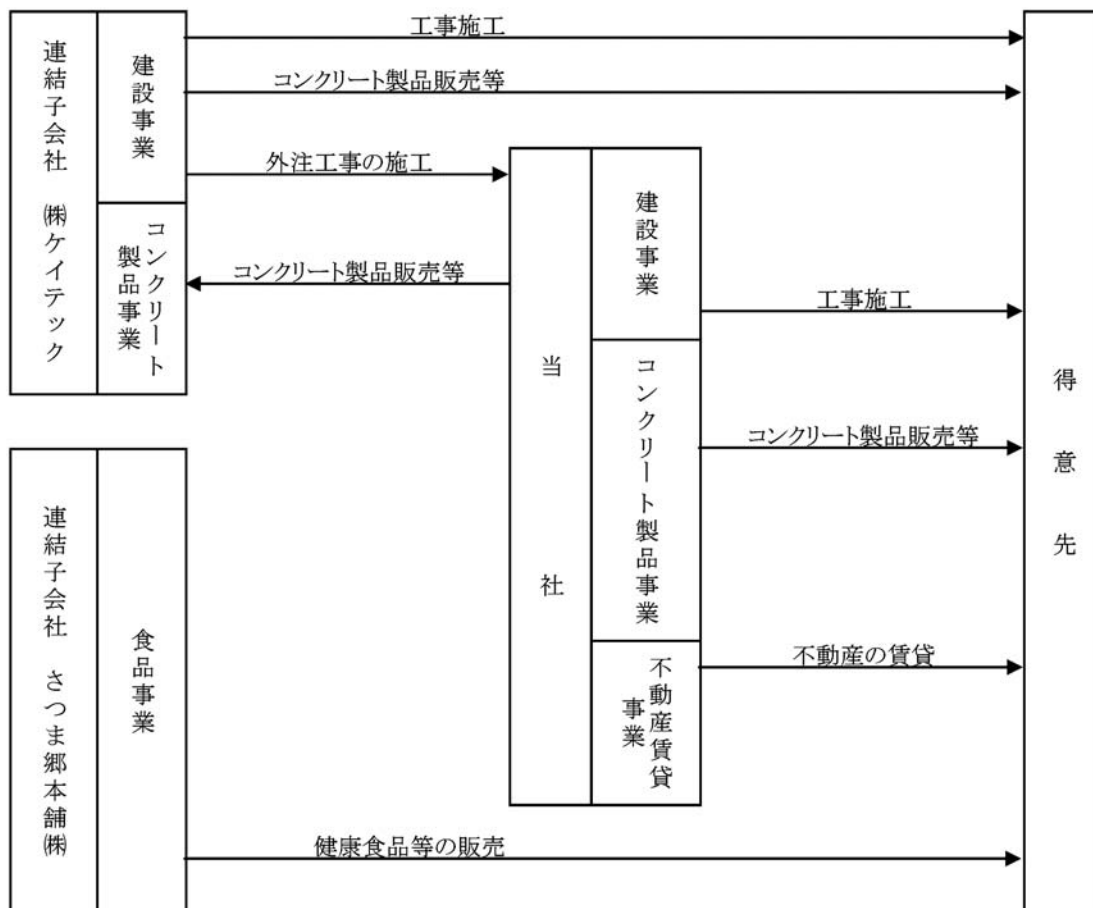 連結子会社 ㈱ケイテック
建設事業
コンクリート
製品事業
工事施工
コンクリート製品販売等
外注工事の施工
コンクリート製品販売等
当社
建設事業
コンクリート製品事業
不動産賃貸
事業
工事施工
コンクリート製品販売等
不動産の賃貸
得意先
連結子会社 さつま郷本舗㈱
食品事業
健康食品等の販売